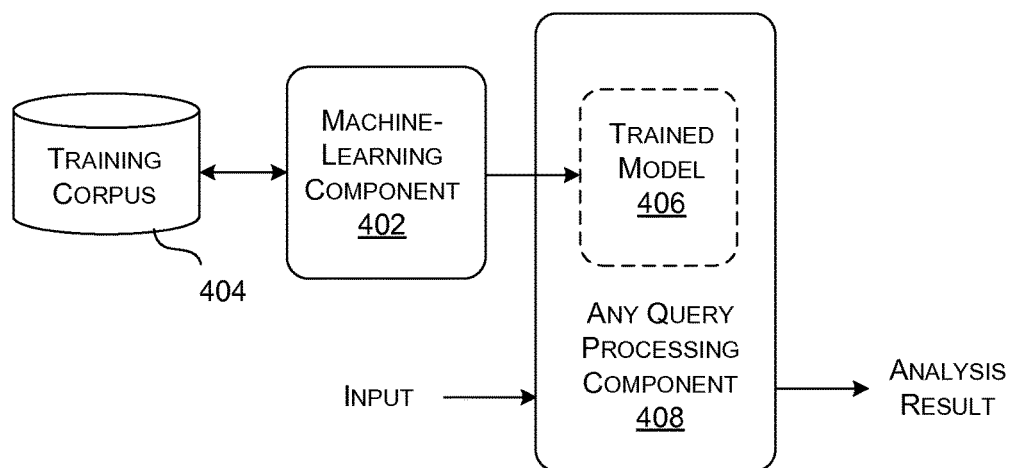 TRAINING
CORPUS
404
MACHINE-
LEARNING
COMPONENT
402
TRAINED
MODEL
406
ANY QUERY
PROCESSING
COMPONENT
408
INPUT
ANALYSIS
RESULT